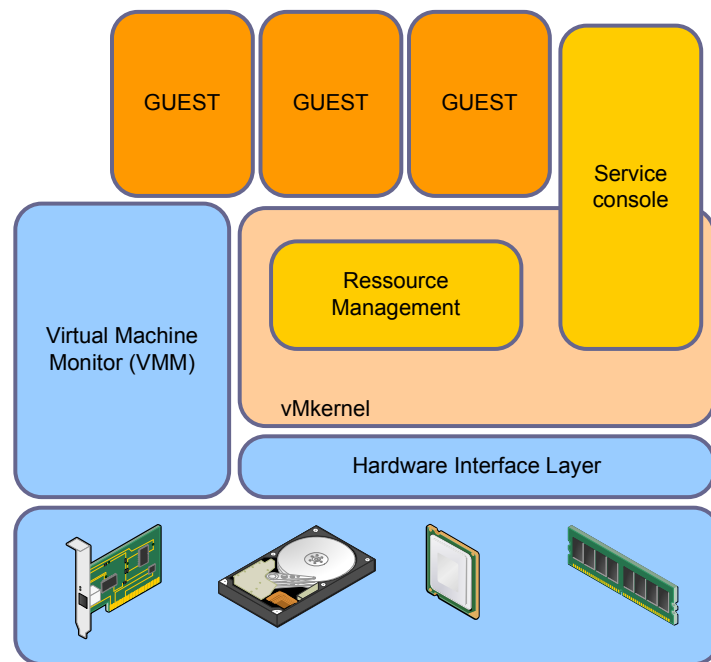 GUEST
GUEST
GUEST
Service
console
Ressource
Management
Virtual Machine
Monitor (VMM)
vMkernel
Hardware Interface Layer